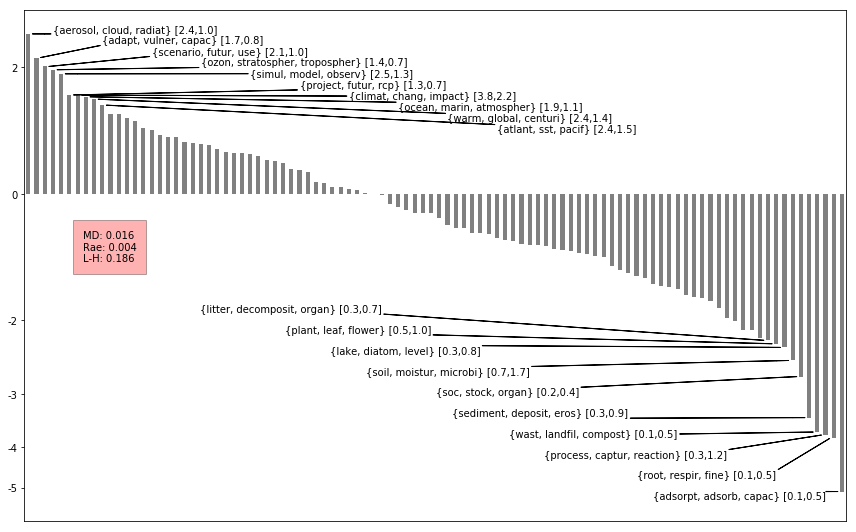 {aerosol, cloud, radiat} [2.4,1.0]
{adapt, vulner, capac} [1.7,0.8]
{scenario, futur, use} [2.1,1.0]
{ozon, stratospher, tropospher} [1.4,0.7]
{simul, model, observ} [2.5,1.3]
{project, futur, rcp} [1.3,0.7]
{climat, chang, impact} [3.8,2.2]
{ocean, marin, atmospher} [1.9,1.1]
{warm, global, centuri} [2.4,1.4]
{atlant, sst, pacif} [2.4,1.5]
2
0
-2
-3
-4
-5
MD: 0.016
Rae: 0.004
L-H: 0.186
{litter, decomposit, organ} [0.3,0.7]
{plant, leaf, flower} [0.5,1.0]
{lake, diatom, level} [0.3,0.8]
{soil, moistur, microbi} [0.7,1.7]
{soc, stock, organ} [0.2,0.4]
{sediment, deposit, eros} [0.3,0.9]
{wast, landfil, compost} [0.1,0.5]
{process, captur, reaction} [0.3,1.2]
{root, respir, fine} [0.1,0.5]
{adsorpt, adsorb, capac} [0.1,0.5]